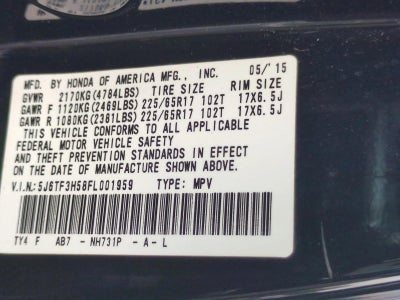 MFD. BY HONDA OF AMERICA MFG., INC. 05/'15
GVWR 2170KG(4784LBS) TIRE SIZE RIM SIZE
GAWR F 1120KG(2469LBS) 225/65R17 102T 17X6.5J
GAWR R 1080KG(2381LBS) 225/65R17 102T 17X6.5J
THIS VEHICLE CONFORMS TO ALL APPLICABLE
FEDERAL MOTOR VEHICLE SAFETY
AND THEFT PREVENTION STANDARDS IN EFFECT
ON THE DATE OF MANUFACTURE SHOWN ABOVE.
V.I.N.: 5J6TF3H58FL001959 TYPE: MPV
TY4 F AB7 -NH731P -A-L